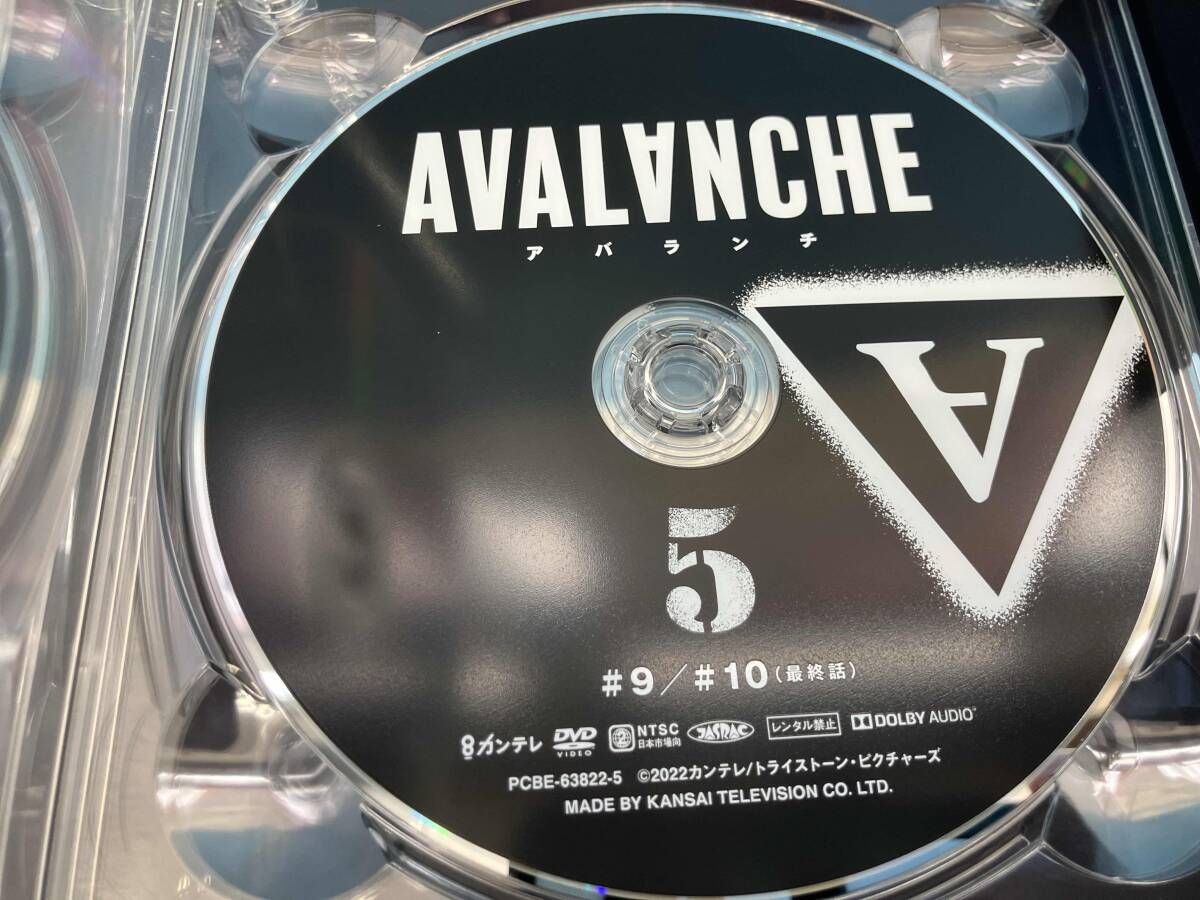 AVALANCHE
アバランチ
A
5
#9/#10(最終話)
8カンテレ DVD VIDEO 2 NTSC 日本市場向 JASRAC レンタル禁止 DOLBY AUDIO™
PCBE-63822-5 ©2022カンテレ/トライストーン・ピクチャーズ
MADE BY KANSAI TELEVISION CO. LTD.